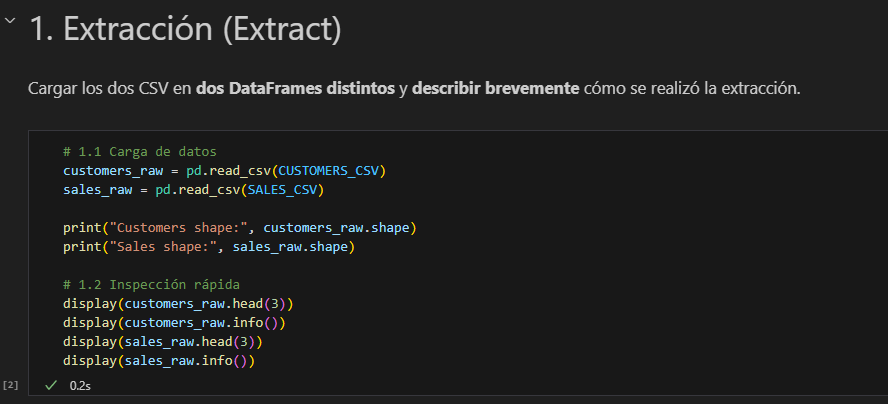 1. Extracción (Extract)
Cargar los dos CSV en dos DataFrames distintos y describir brevemente cómo se realizó la extracción.
# 1.1 Carga de datos
customers_raw = pd.read_csv(CUSTOMERS_CSV)
sales_raw = pd.read_csv(SALES_CSV)
print("Customers shape:", customers_raw.shape)
print("Sales shape:", sales_raw.shape)
# 1.2 Inspección rápida
display(customers_raw.head(3))
display(customers_raw.info())
display(sales_raw.head(3))
display(sales_raw.info())
[2] 0.2s